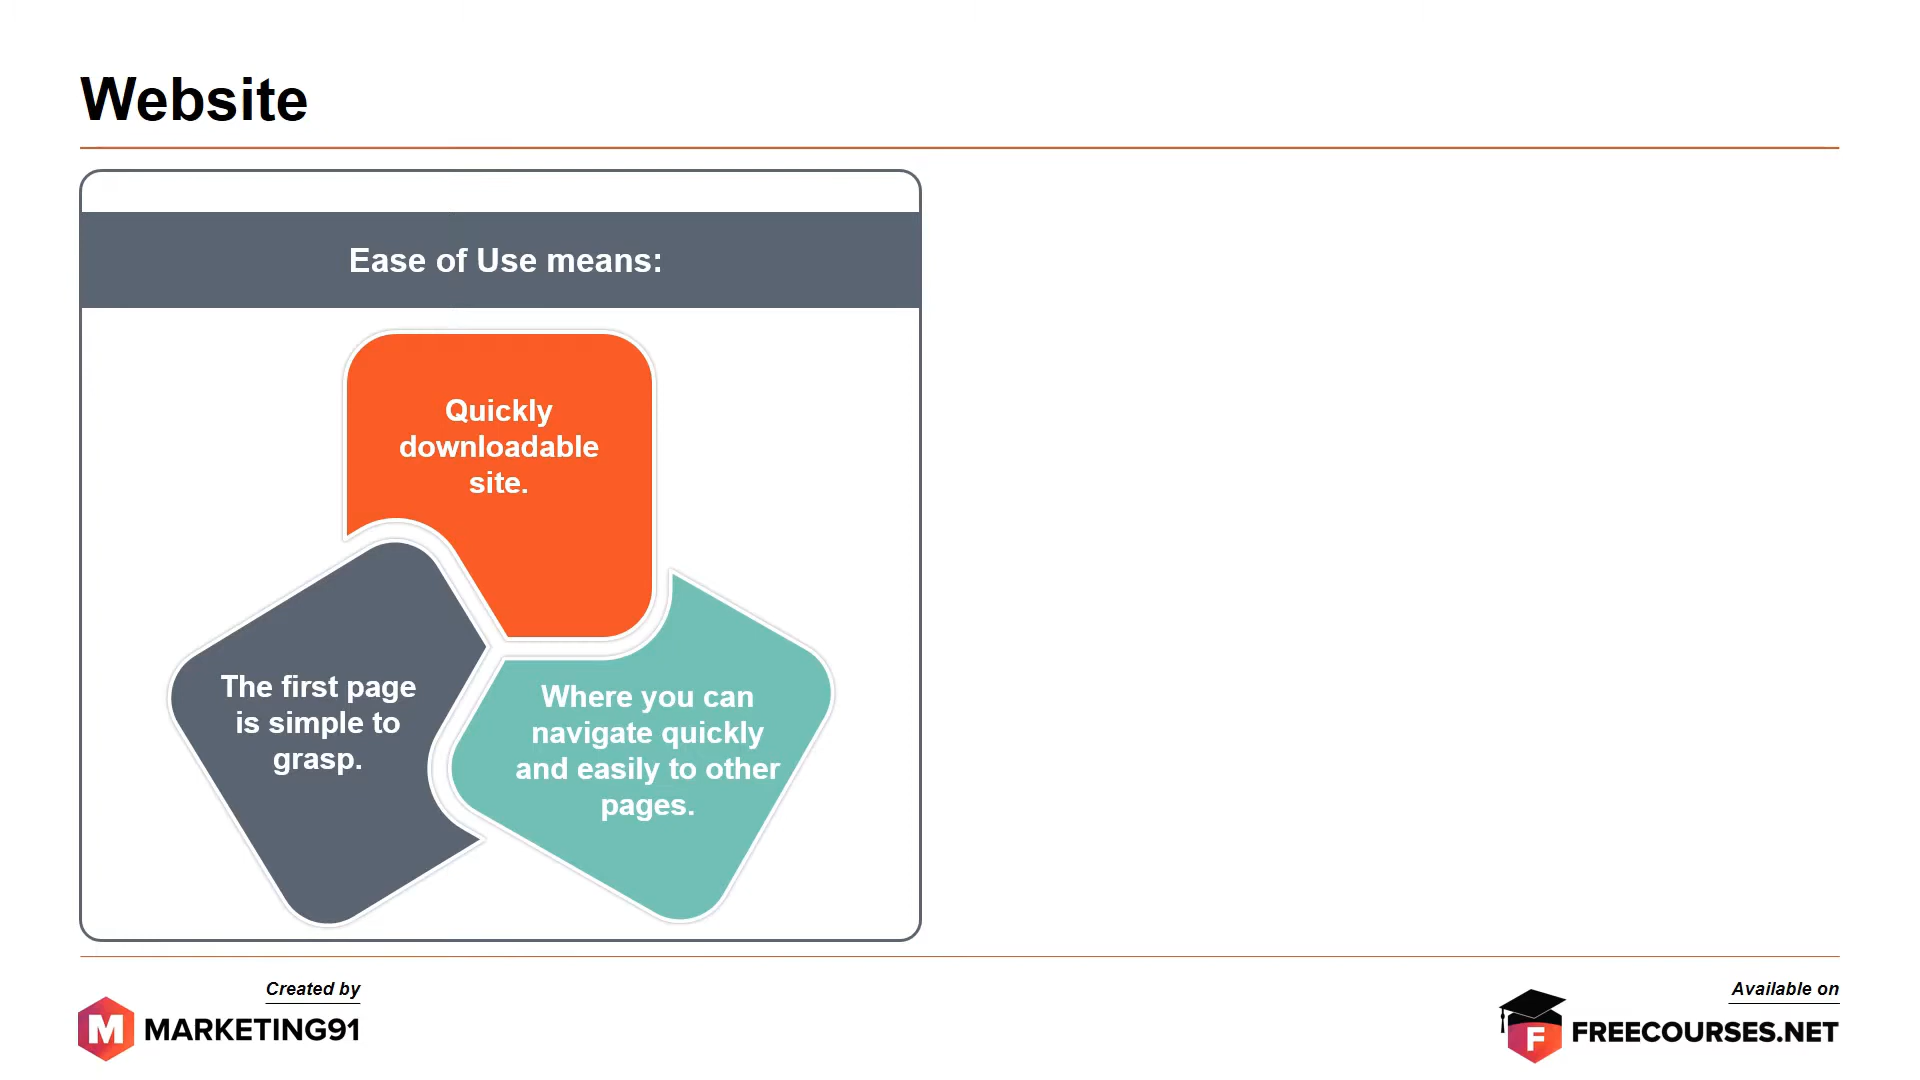 Website
Ease of Use means:
Quickly
downloadable
site.
The first page
is simple to
grasp.
Where you can
navigate quickly
and easily to other
pages.
Created by
M MARKETING91
Available on
F FREECOURSES.NET